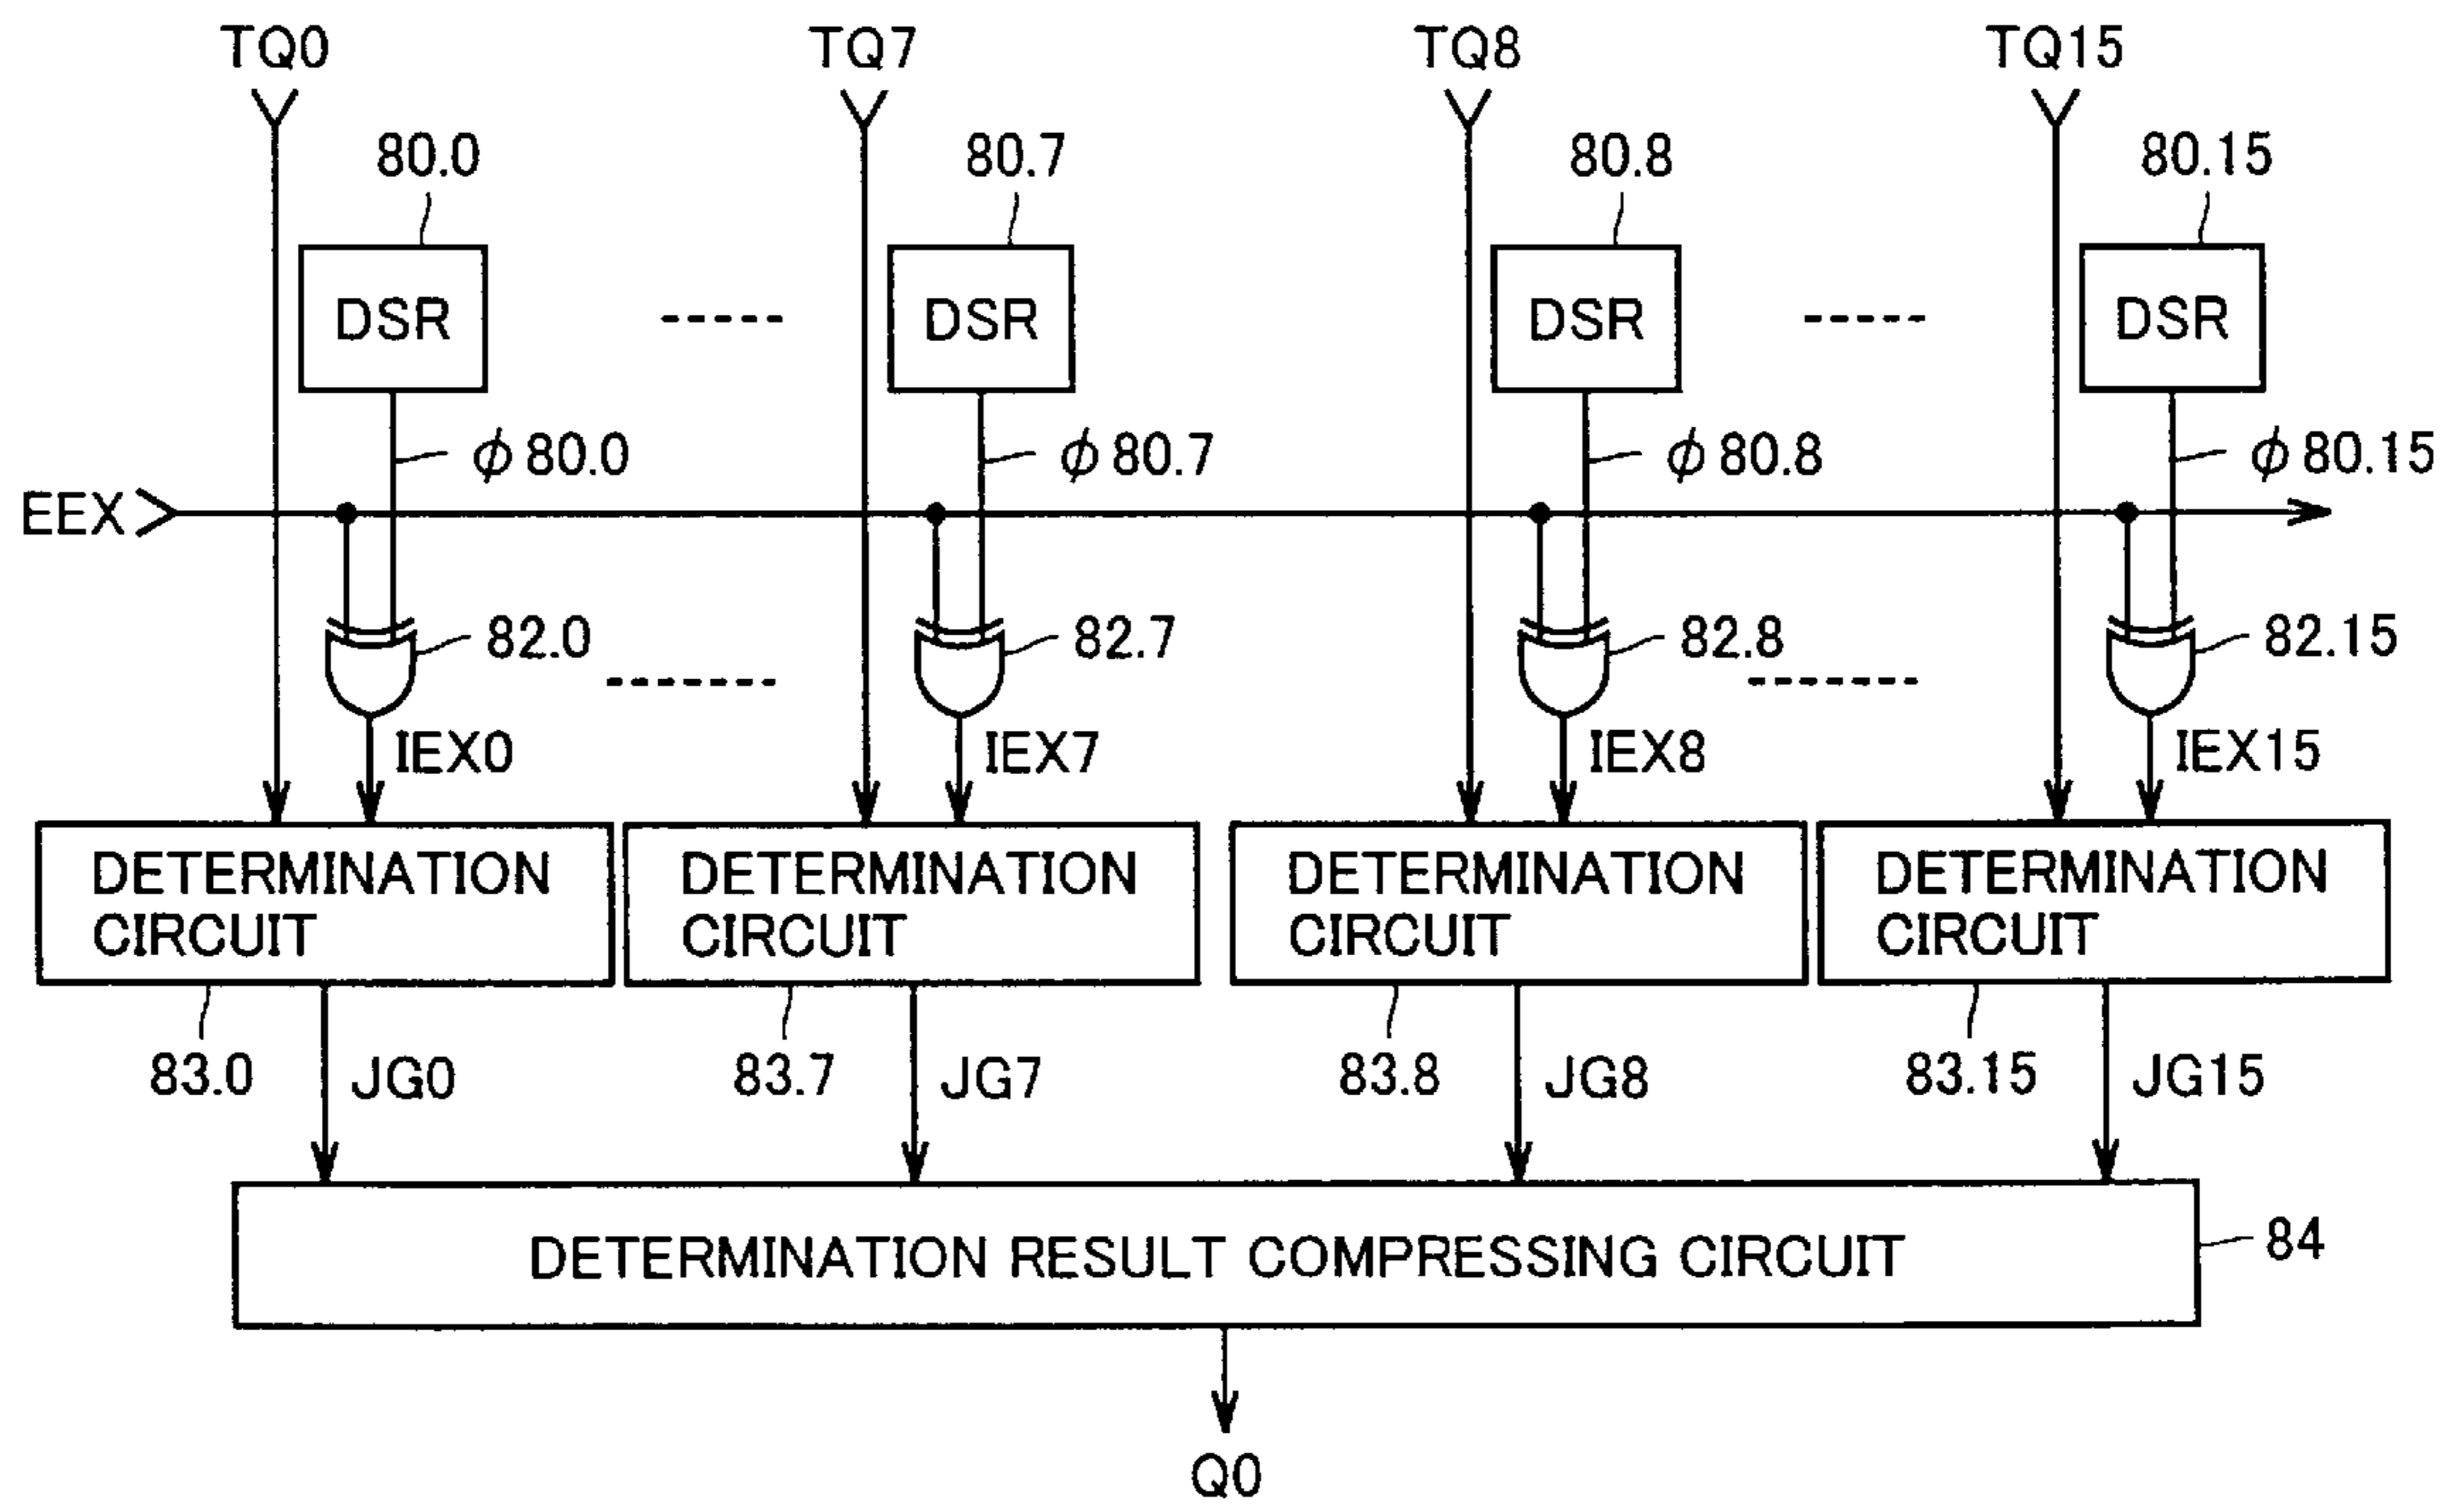 TQ0 TQ7 TQ8 TQ15
80.0 80.7 80.8 80.15
DSR DSR DSR DSR
ϕ80.0 ϕ80.7 ϕ80.8 ϕ80.15
EEX
82.0 82.7 82.8 82.15
IEX0 IEX7 IEX8 IEX15
DETERMINATION CIRCUIT
DETERMINATION CIRCUIT
DETERMINATION CIRCUIT
DETERMINATION CIRCUIT
83.0 JG0 83.7 JG7 83.8 JG8 83.15 JG15
DETERMINATION RESULT COMPRESSING CIRCUIT
84
Q0